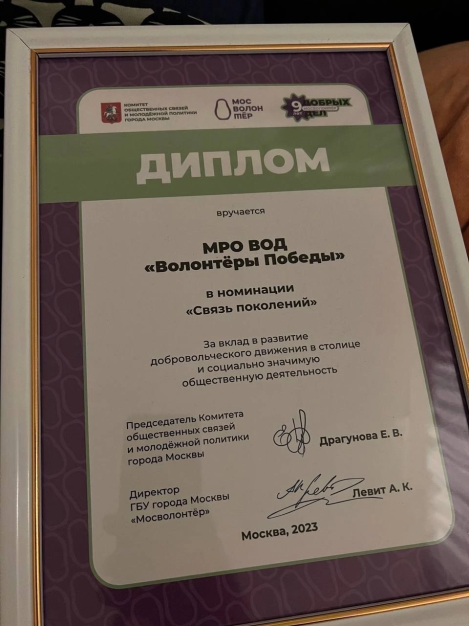 КОМИТЕТ
ОБЩЕСТВЕННЫХ СВЯЗЕЙ
И МОЛОДЁЖНОЙ ПОЛИТИКИ
ГОРОДА МОСКВЫ
МОС
ВОЛОН
ТЁР
9 ДОБРЫХ
ДЕЛ
ДИПЛОМ
вручается
МРО ВОД
«Волонтёры Победы»
в номинации
«Связь поколений»
За вклад в развитие
добровольческого движения в столице
и социально значимую
общественную деятельность
Председатель Комитета
общественных связей
и молодёжной политики
города Москвы
Драгунова Е. В.
Директор
ГБУ города Москвы
«Мосволонтёр»
Левит А. К.
Москва, 2023